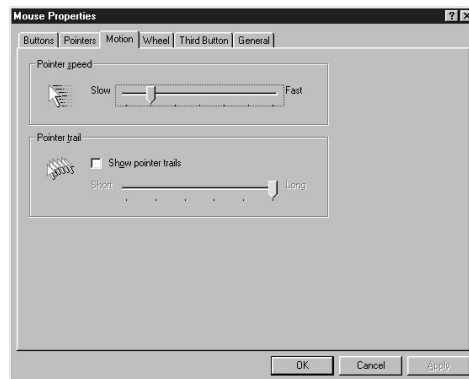 Mouse Properties
Buttons Pointers Motion Wheel Third Button General
Pointer speed
Slow Fast
Pointer trail
Show pointer trails
Short Long
OK Cancel Apply